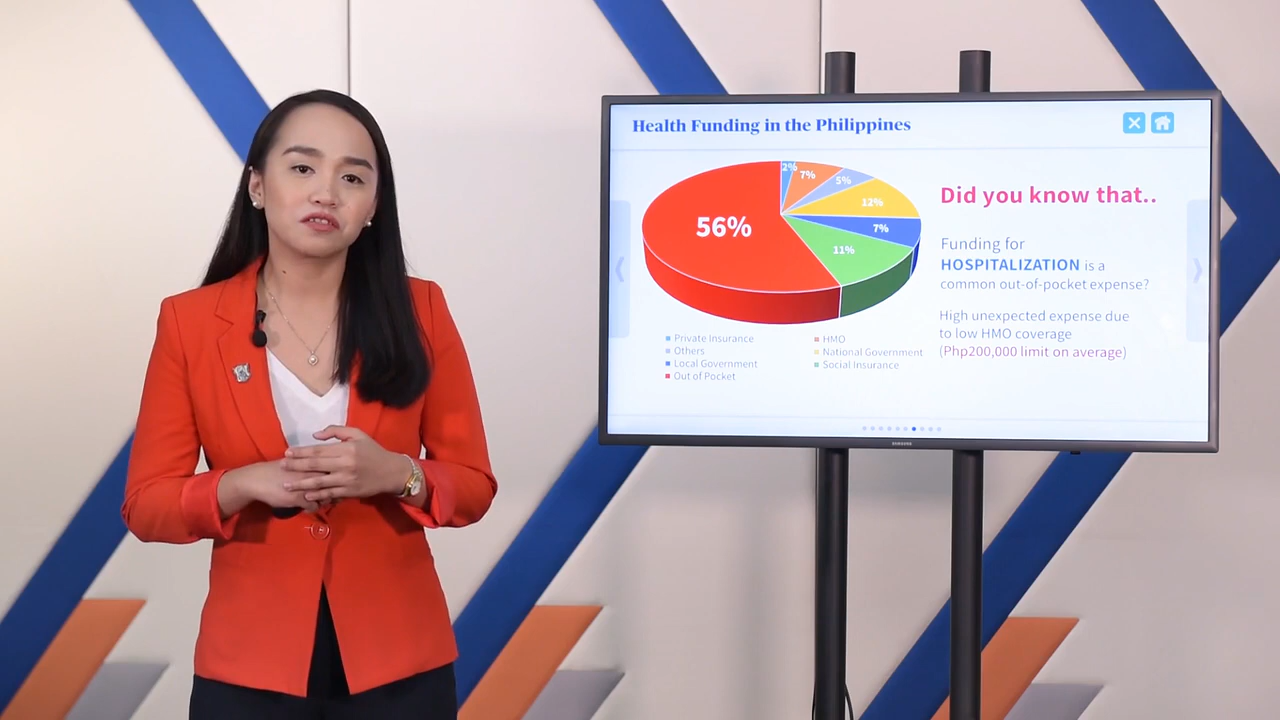 Health Funding in the Philippines
2%
7%
5%
12%
7%
11%
56%
Private Insurance
HMO
Others
National Government
Local Government
Social Insurance
Out of Pocket
Did you know that..
Funding for
HOSPITALIZATION is a
common out-of-pocket expense?
High unexpected expense due
to low HMO coverage
(Php200,000 limit on average)
SAMSUNG